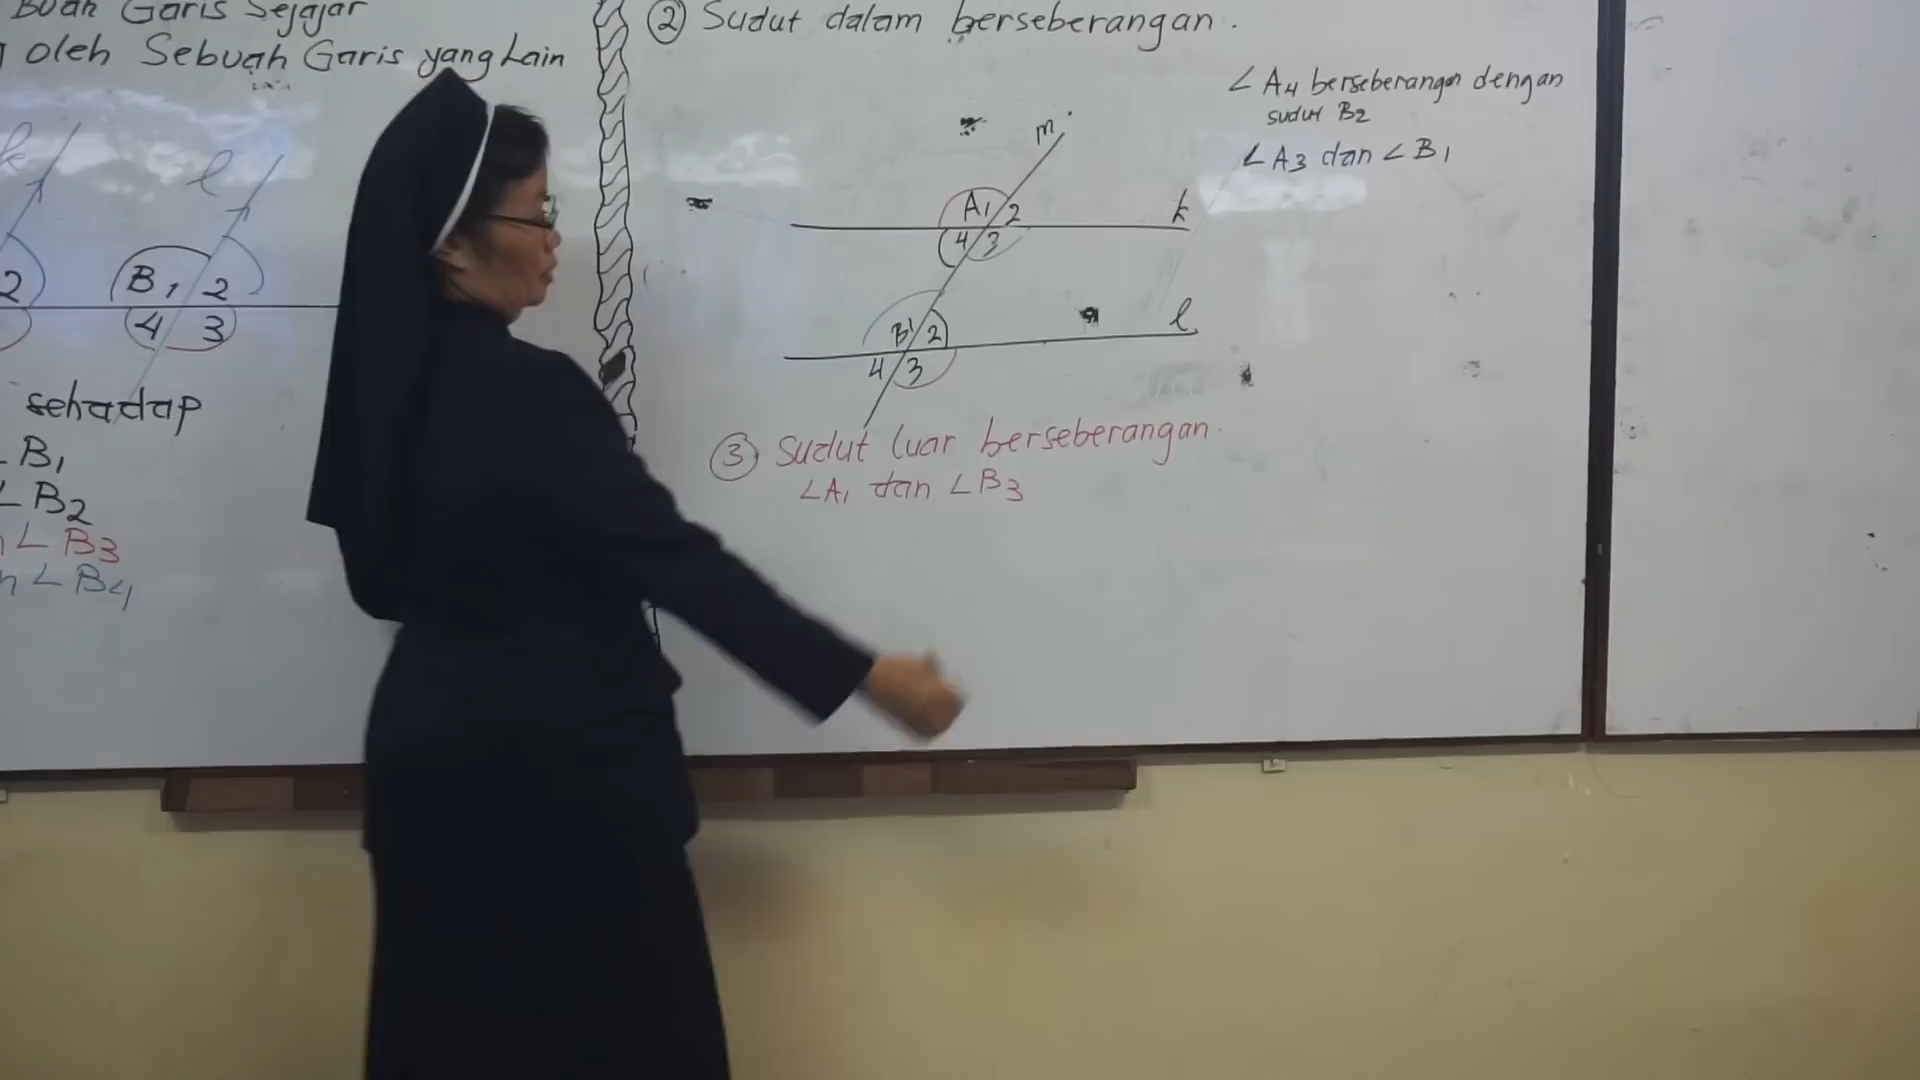 Buah Garis Sejajar
oleh Sebuah Garis yang Lain
k
l
2
B1 2
4 3
sehadap
B1
∠B2
∠B3
∠B4
② Sudut dalam berseberangan.
∠A4 berseberangan dengan
sudut B2
∠A3 dan ∠B1
m
A1 2
k
4 3
l
B1 2
4 3
③ Sudut luar berseberangan.
∠A1 dan ∠B3